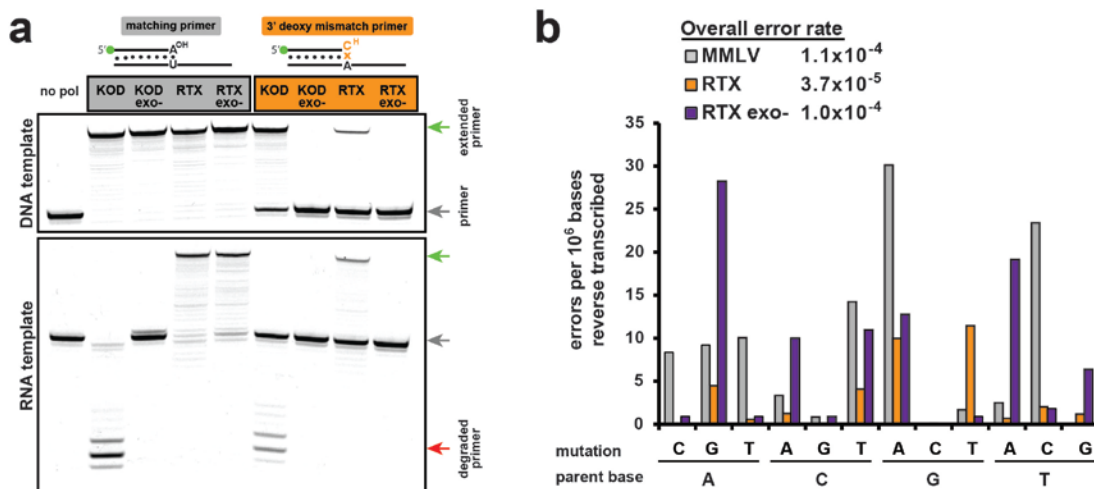 a
matching primer
3' deoxy mismatch primer
5'
A OH
U
5'
C H
x
A
no pol
KOD
KOD exo-
RTX
RTX exo-
KOD
KOD exo-
RTX
RTX exo-
DNA template
extended primer
primer
RNA template
degraded primer
b
Overall error rate
MMLV 1.1x10-4
RTX 3.7x10-5
RTX exo- 1.0x10-4
errors per 10^6 bases
reverse transcribed
35
30
25
20
15
10
5
0
mutation C G T A G T A C T A C G
parent base A C G T